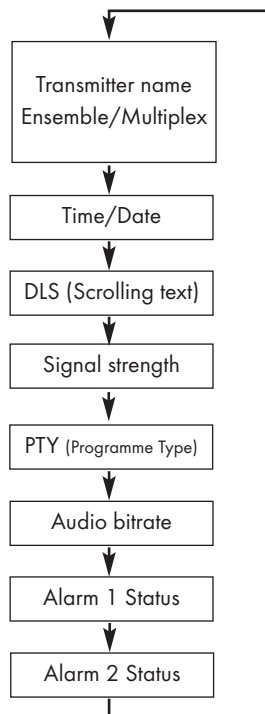 Transmitter name
Ensemble/Multiplex
Time/Date
DLS (Scrolling text)
Signal strength
PTY (Programme Type)
Audio bitrate
Alarm 1 Status
Alarm 2 Status